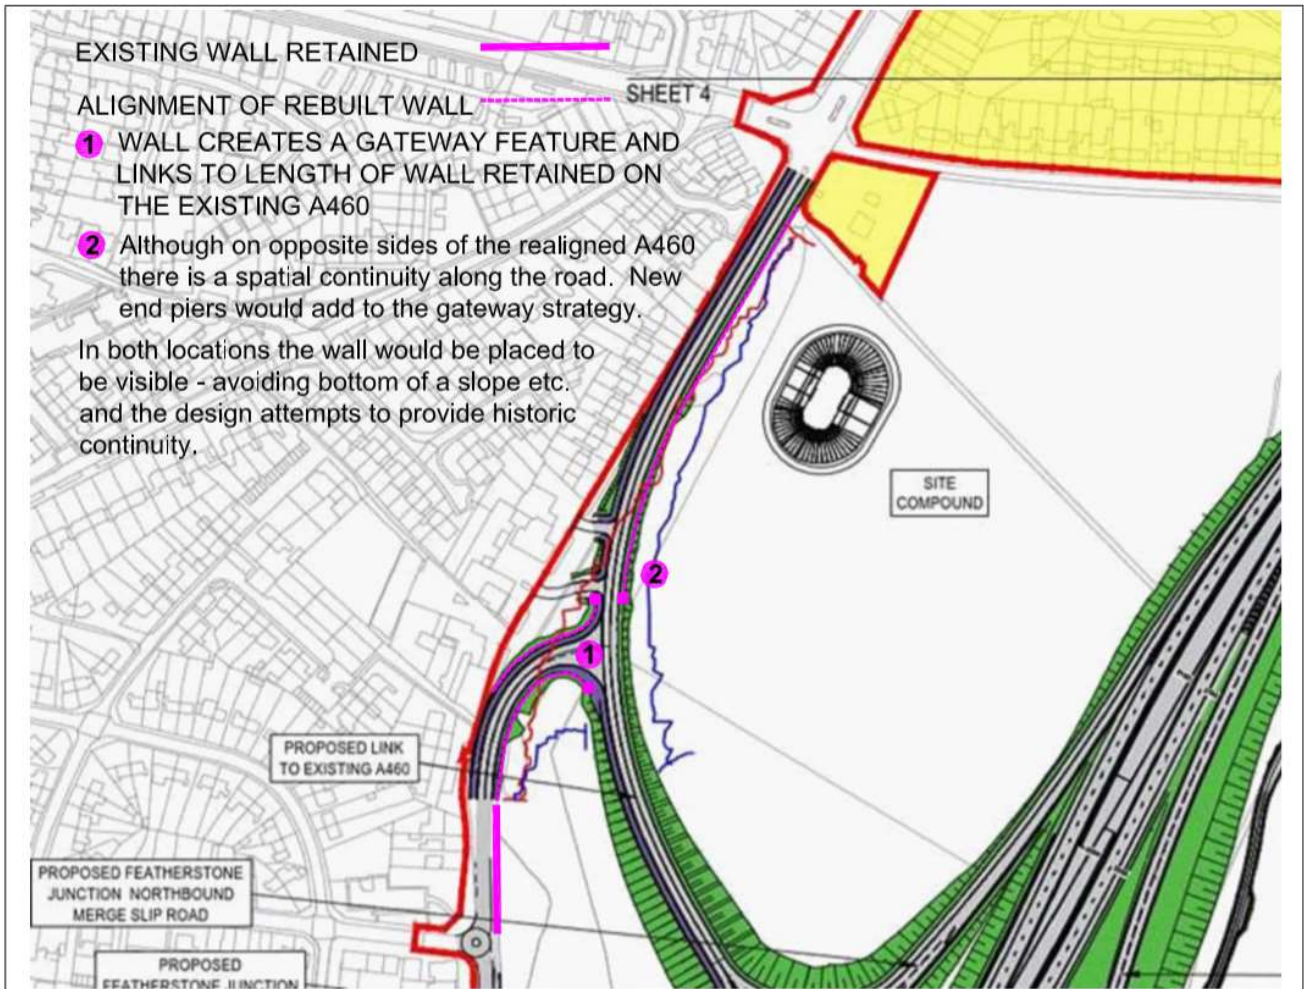 EXISTING WALL RETAINED
ALIGNMENT OF REBUILT WALL
SHEET 4
1 WALL CREATES A GATEWAY FEATURE AND
LINKS TO LENGTH OF WALL RETAINED ON
THE EXISTING A460
2 Although on opposite sides of the realigned A460
there is a spatial continuity along the road. New
end piers would add to the gateway strategy.
In both locations the wall would be placed to
be visible - avoiding bottom of a slope etc.
and the design attempts to provide historic
continuity.
SITE
COMPOUND
2
1
PROPOSED LINK
TO EXISTING A460
PROPOSED FEATHERSTONE
JUNCTION NORTHBOUND
MERGE SLIP ROAD
PROPOSED
FEATHERSTONE JUNCTION